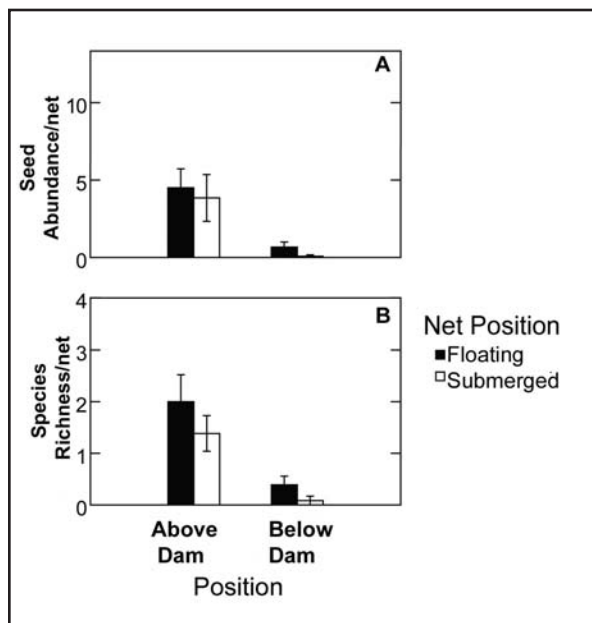 A
10
5
0
Seed
Abundance/net
B
4
3
2
1
0
Species
Richness/net
Net Position
Floating
Submerged
Above
Dam
Below
Dam
Position